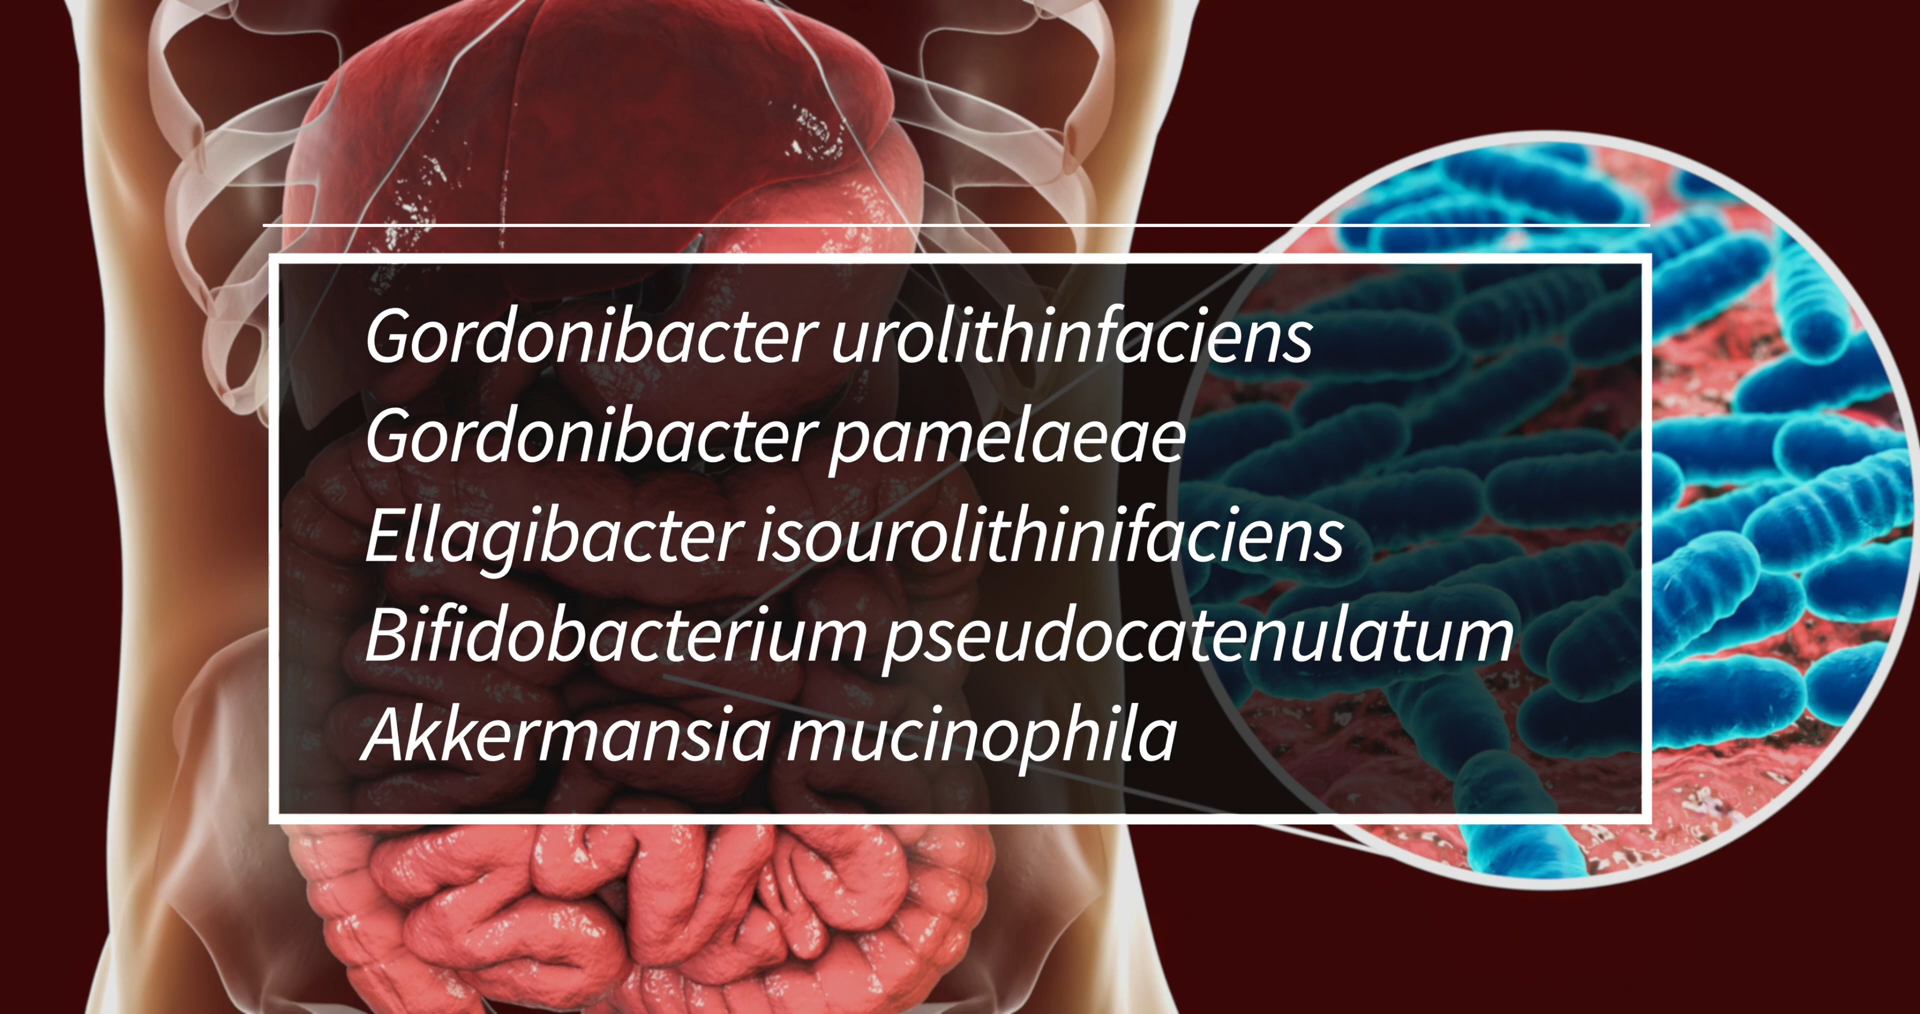 Gordonibacter urolithinfaciens
Gordonibacter pamelaeae
Ellagibacter isourolithinifaciens
Bifidobacterium pseudocatenulatum
Akkermansia mucinophila